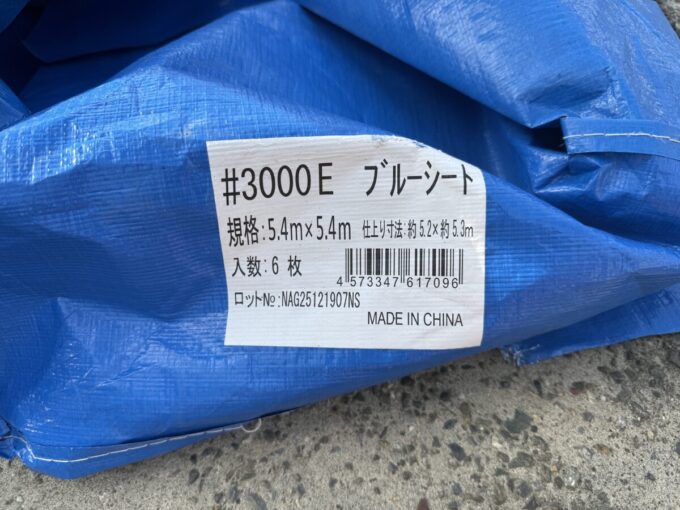 #3000E ブルーシート
規格:5.4m×5.4m 仕上り寸法:約5.2×約5.3m
入数:6 枚
4 573347 617096
ロット№:NAG25121907NS
MADE IN CHINA